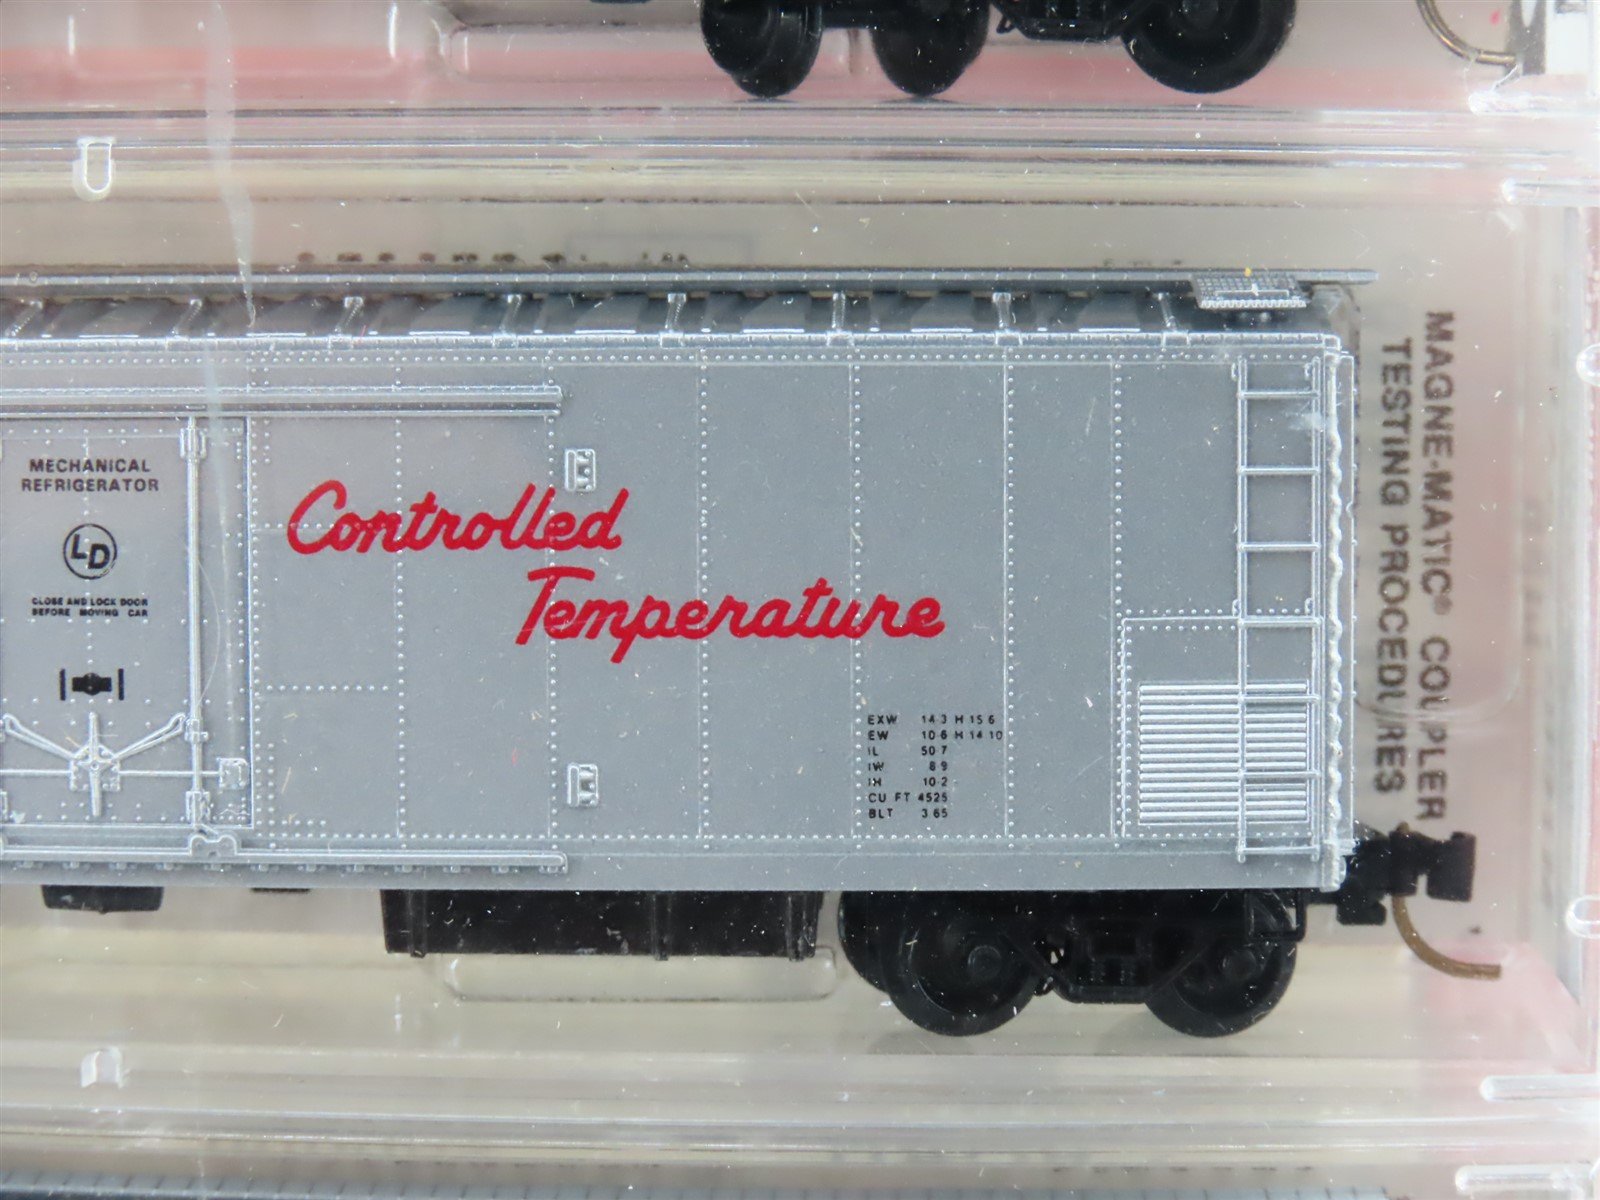 MECHANICAL
REFRIGERATOR
LD
CLOSE AND LOCK DOOR
BEFORE MOVING CAR
Controlled
Temperature
EXW 14 3 H 15 6
EW 10 6 H 14 10
IL 50 7
IW 8 9
IH 10 2
CU FT 4525
BLT 3 65
MAGNE-MATIC® COUPLER
TESTING PROCEDURES